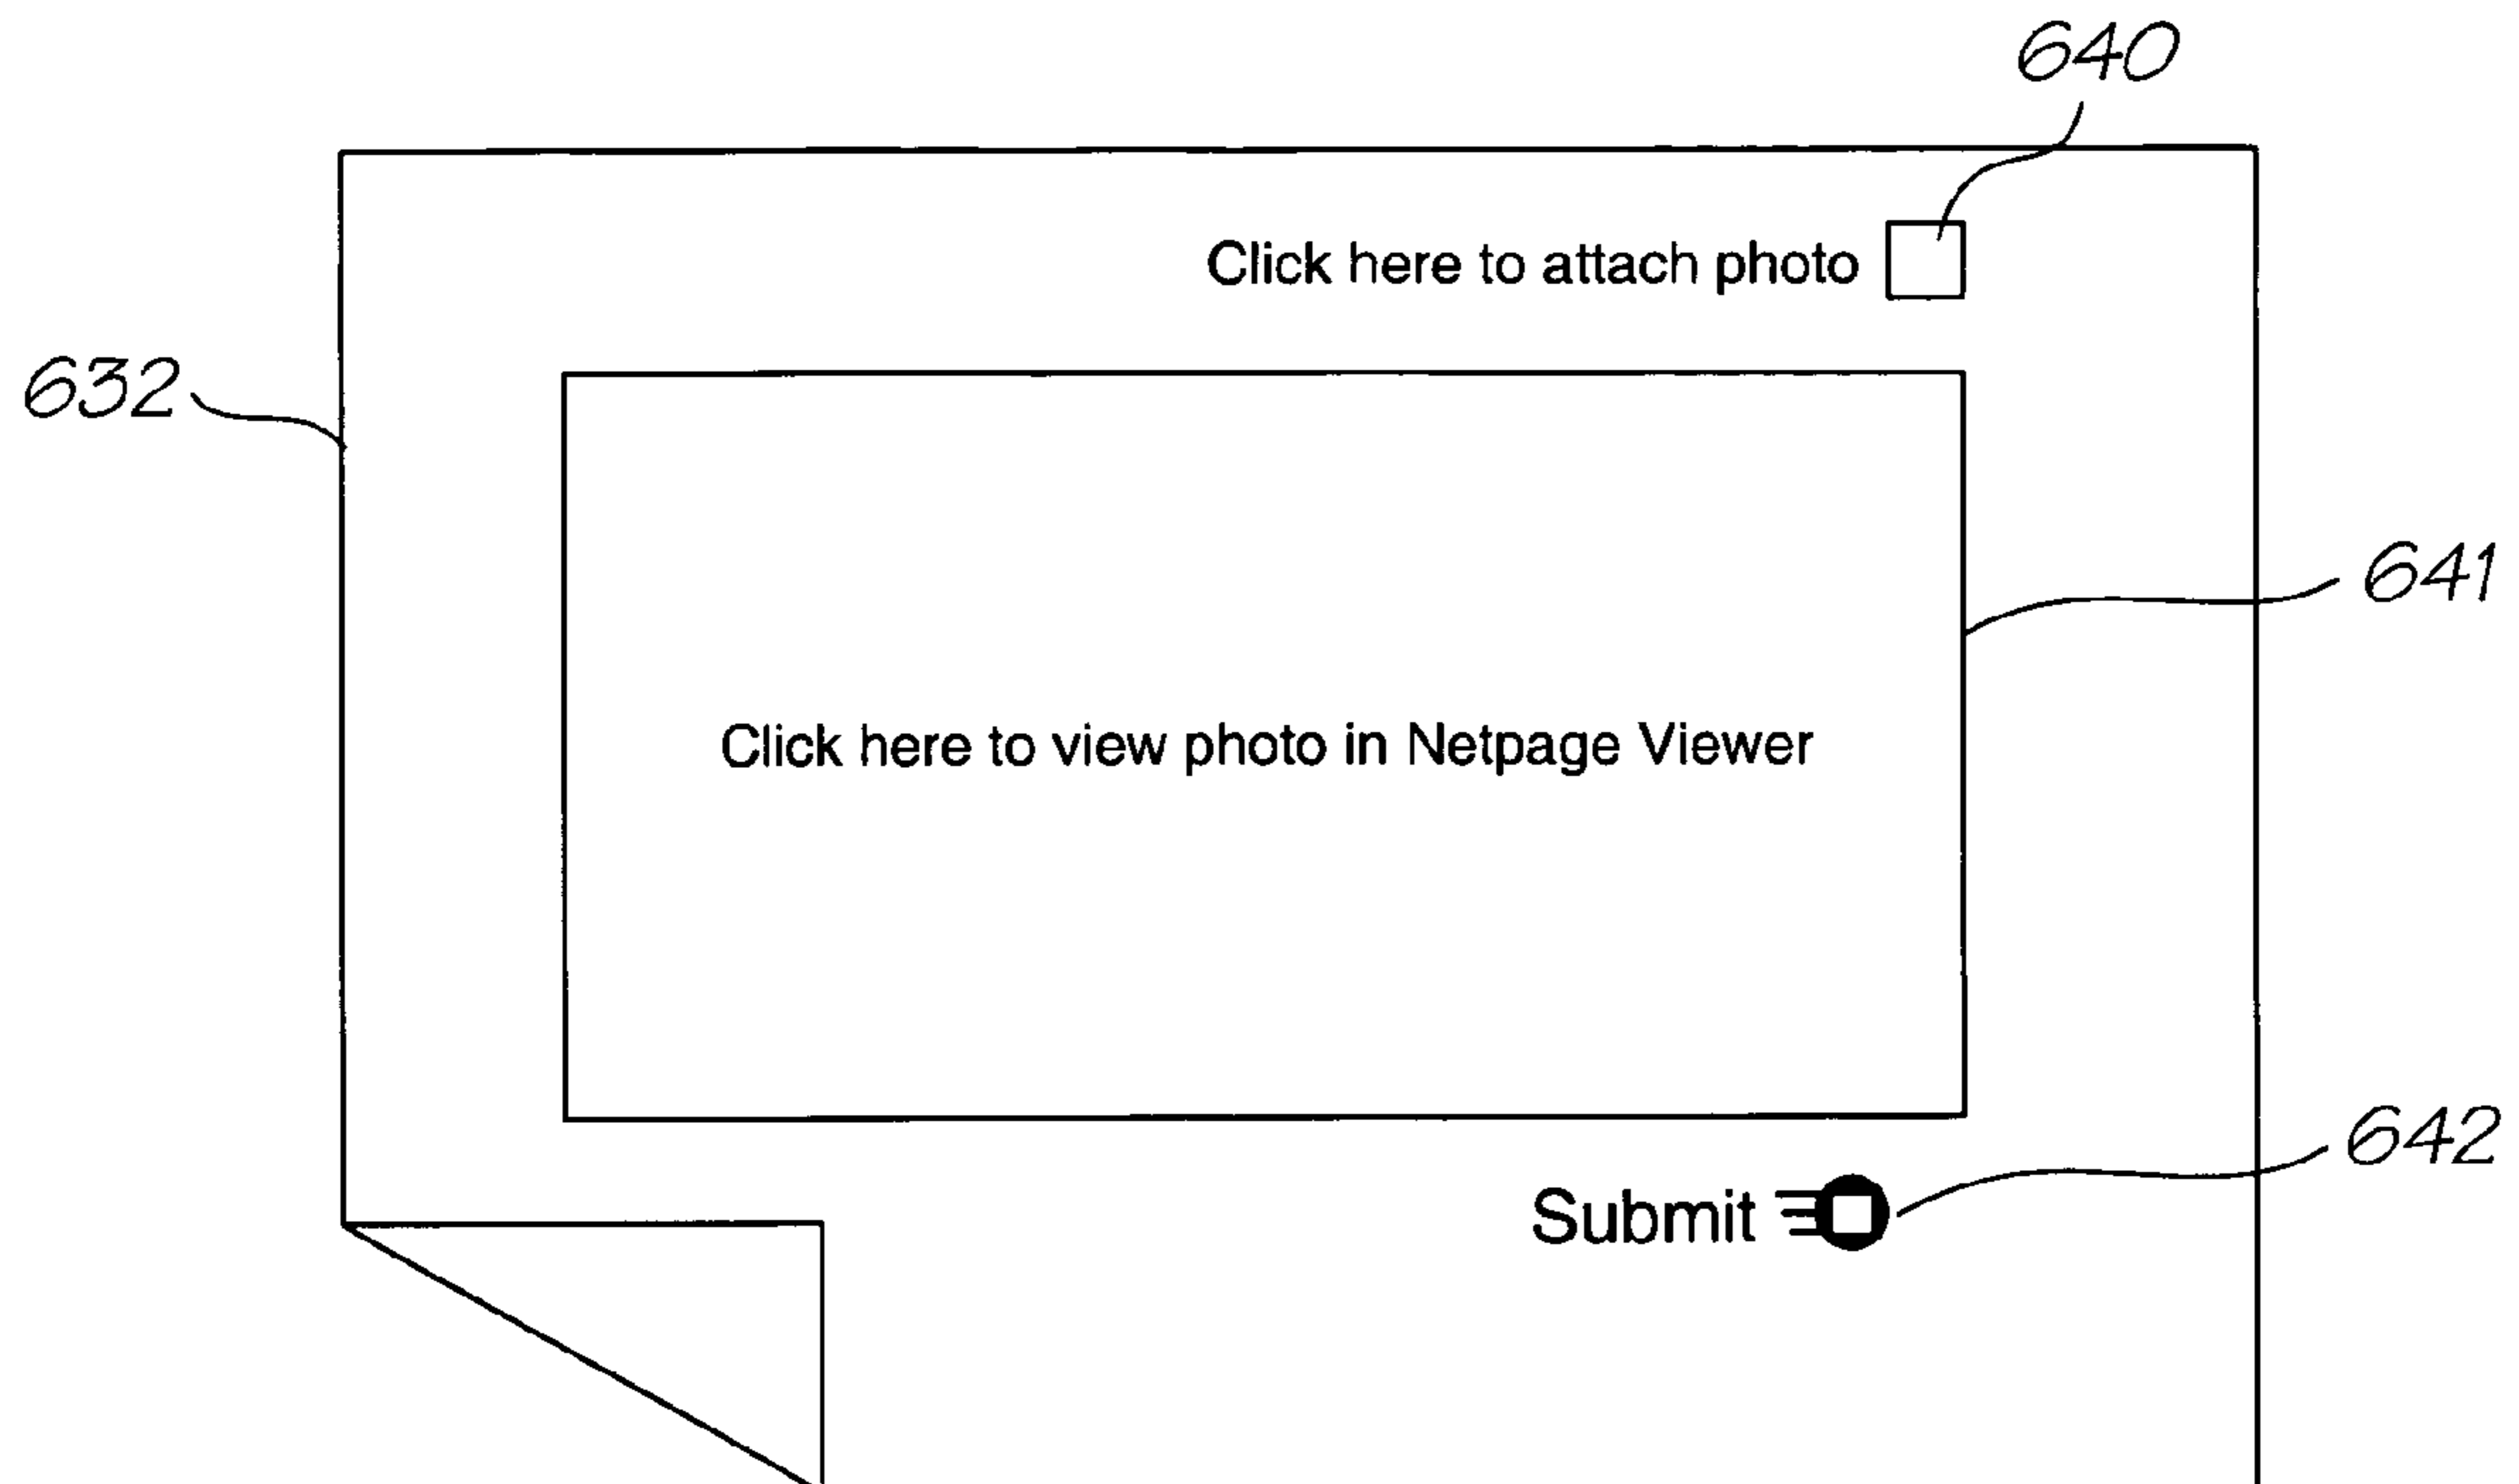 640
Click here to attach photo
632
641
Click here to view photo in Netpage Viewer
642
Submit